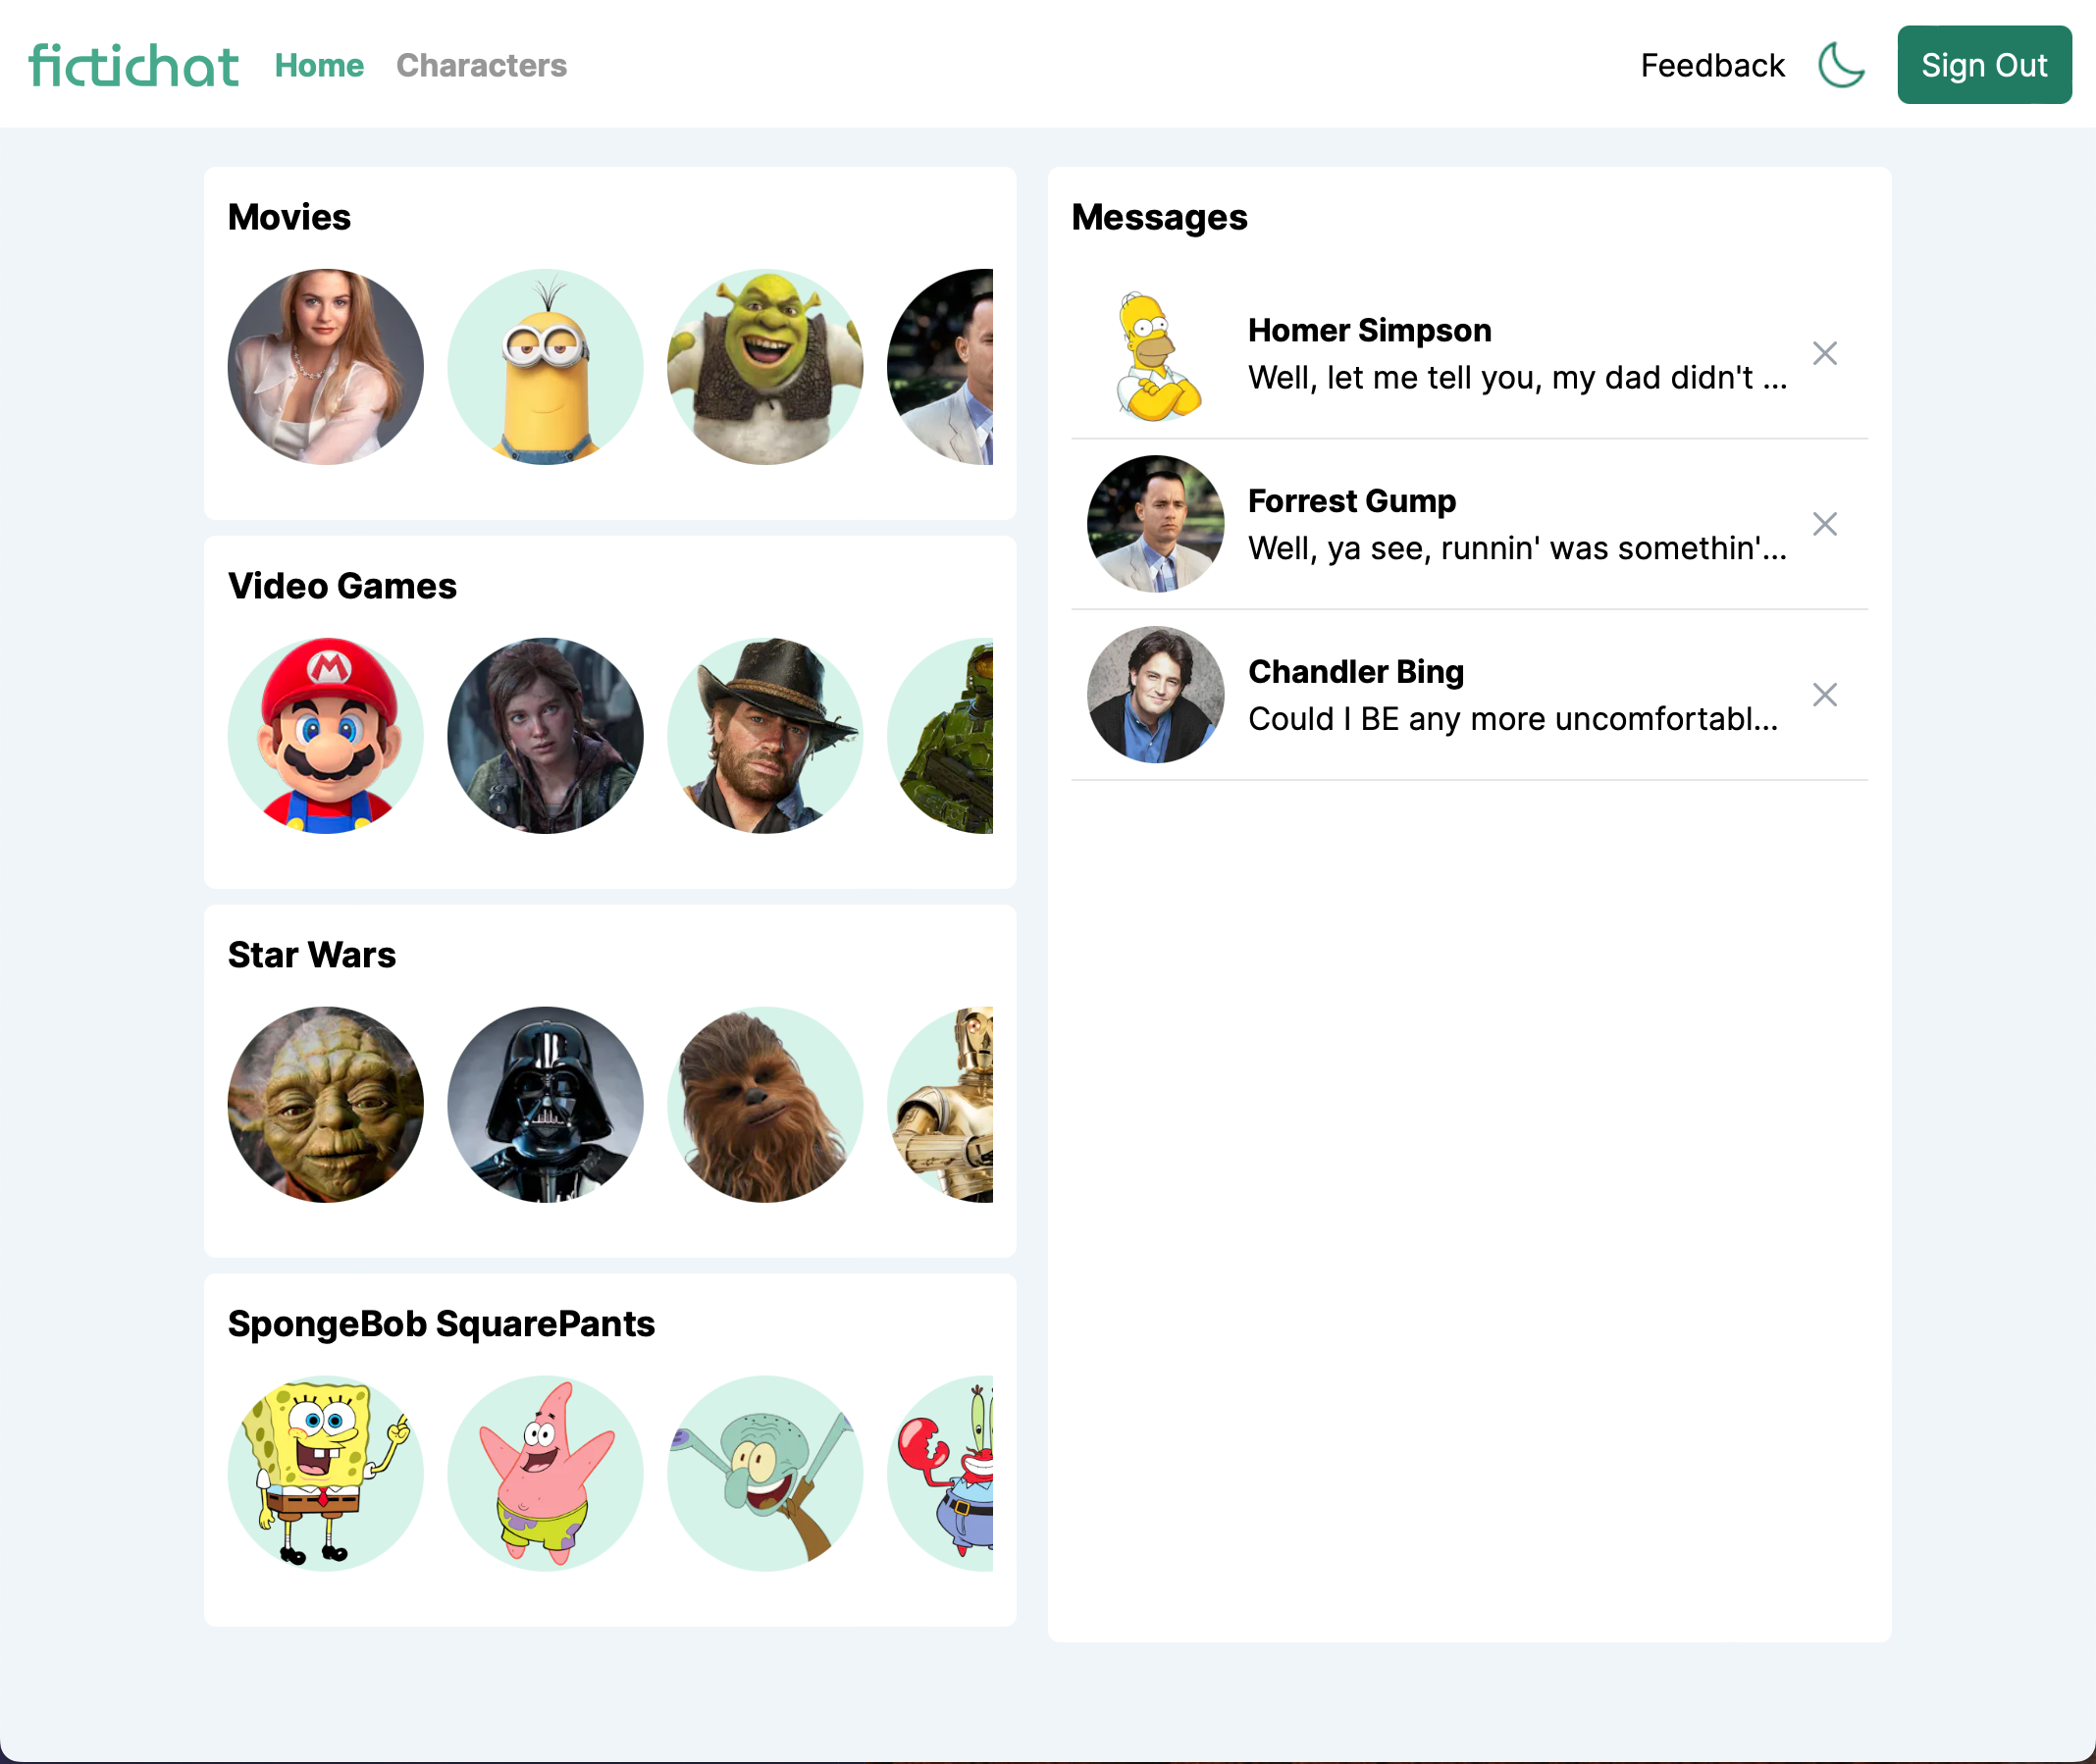 fictichat Home Characters Feedback Sign Out
Movies
Video Games
M
Star Wars
SpongeBob SquarePants
Messages
Homer Simpson
Well, let me tell you, my dad didn't ...
Forrest Gump
Well, ya see, runnin' was somethin'...
Chandler Bing
Could I BE any more uncomfortabl...